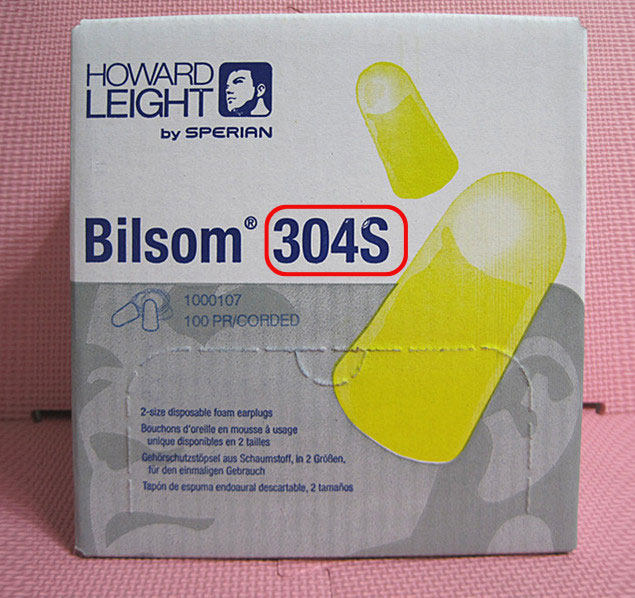 HOWARD
LEIGHT
by SPERIAN
Bilsom® 304S
1000107
100 PR/CORDED
2-size disposable foam earplugs
Bouchons d'oreille en mousse à usage
unique disponibles en 2 tailles
Gehörschutzstöpsel aus Schaumstoff, in 2 Größen,
für den einmaligen Gebrauch
Tapón de espuma endoaural descartable, 2 tamaños